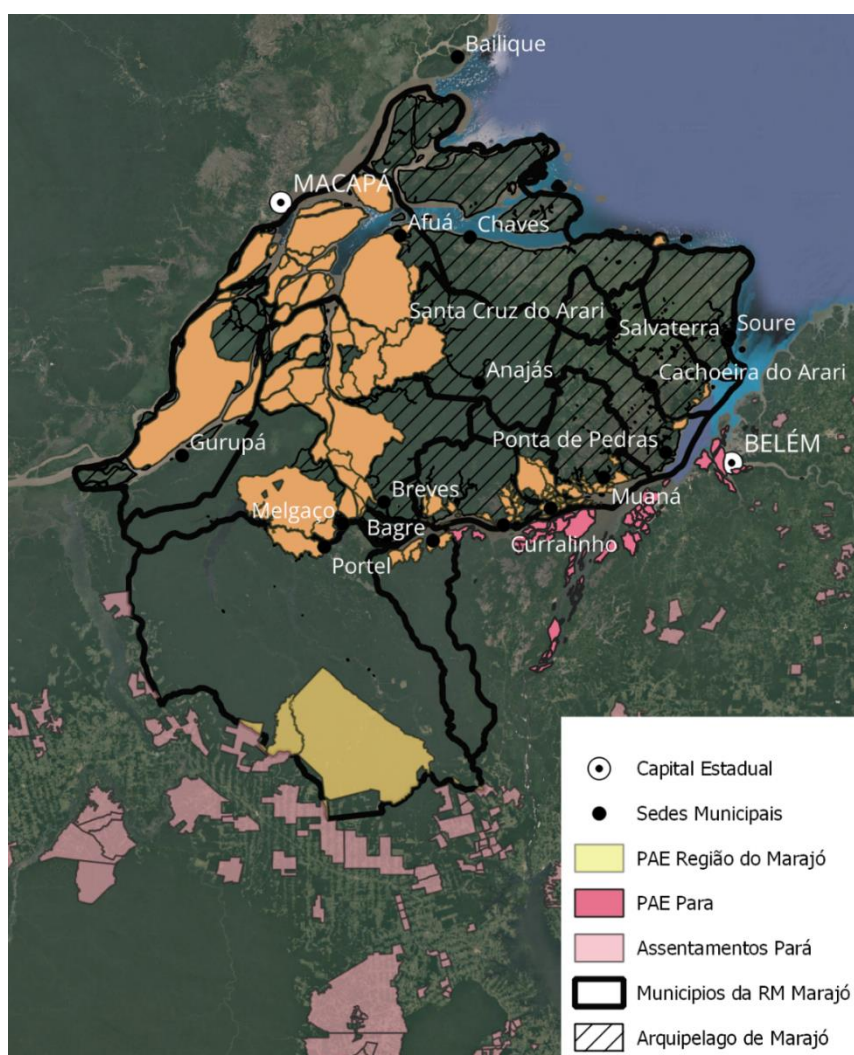 Bailique
MACAPÁ
Afuá
Chaves
Santa Cruz do Arari
Salvaterra
Soure
Anajás
Cachoeira do Arari
Gurupá
Ponta de Pedras
BELÉM
Breves
Melgaço
Muaná
Bagre
Curralinho
Portel
Capital Estadual
Sedes Municipais
PAE Região do Marajó
PAE Para
Assentamentos Pará
Municipios da RM Marajó
Arquipelago de Marajó